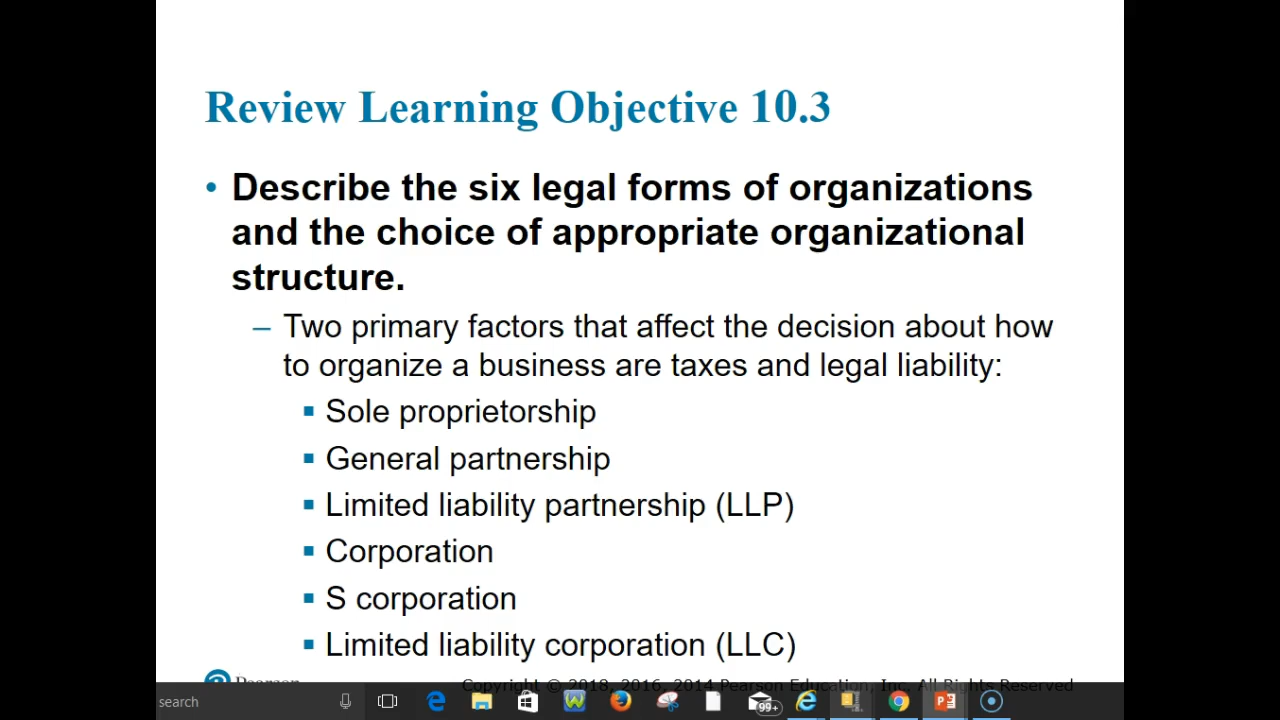 Review Learning Objective 10.3
• Describe the six legal forms of organizations
and the choice of appropriate organizational
structure.
– Two primary factors that affect the decision about how
to organize a business are taxes and legal liability:
▪ Sole proprietorship
▪ General partnership
▪ Limited liability partnership (LLP)
▪ Corporation
▪ S corporation
▪ Limited liability corporation (LLC)
Pearson
Copyright © 2018, 2016, 2014 Pearson Education, Inc. All Rights Reserved
search
99+